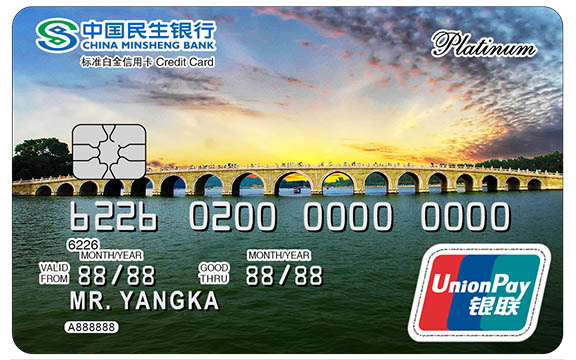 中国民生银行
CHINA MINSHENG BANK
标准白金信用卡 Credit Card
Platinum
6226 0200 0000 0000
6226
MONTH/YEAR MONTH/YEAR
VALID FROM 88/88 GOOD THRU 88/88
MR. YANGKA
A888888
UnionPay
银联